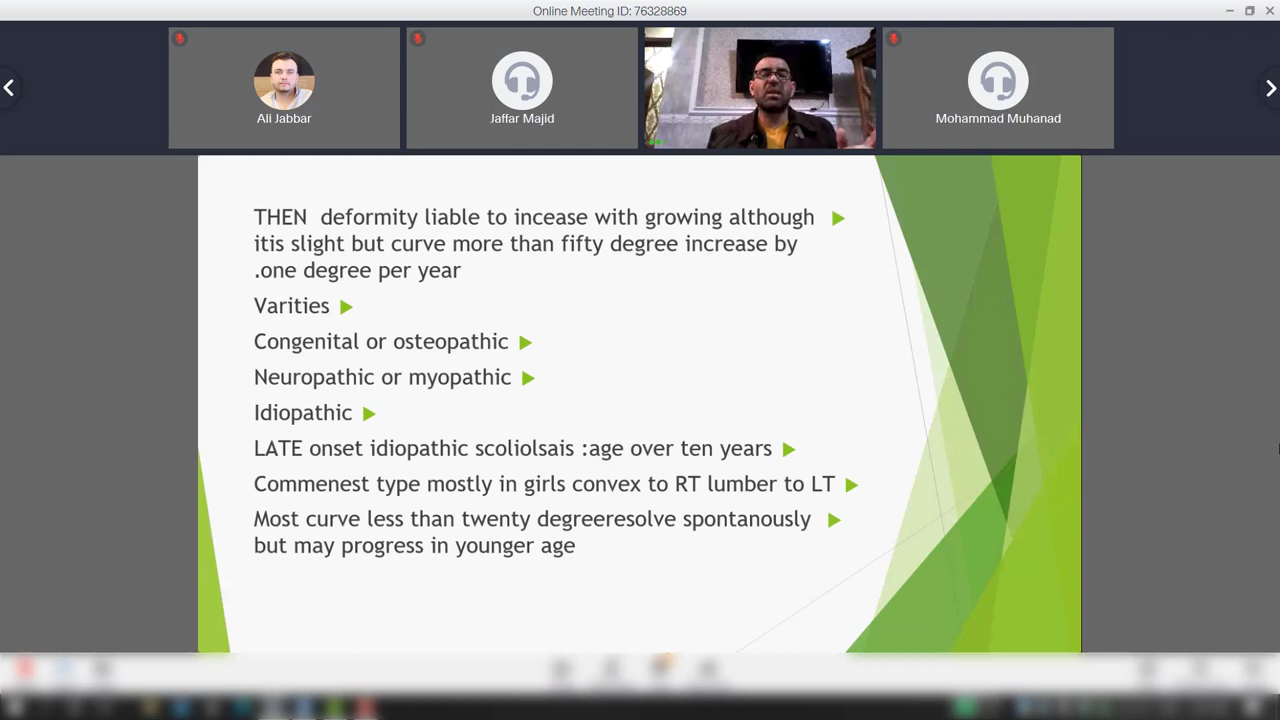 Online Meeting ID: 76328869
Ali Jabbar
Jaffar Majid
Mohammad Muhanad
THEN deformity liable to incease with growing although
itis slight but curve more than fifty degree increase by
.one degree per year
Varities
Congenital or osteopathic
Neuropathic or myopathic
Idiopathic
LATE onset idiopathic scoliolsais :age over ten years
Commenest type mostly in girls convex to RT lumber to LT
Most curve less than twenty degreeresolve spontanously
but may progress in younger age